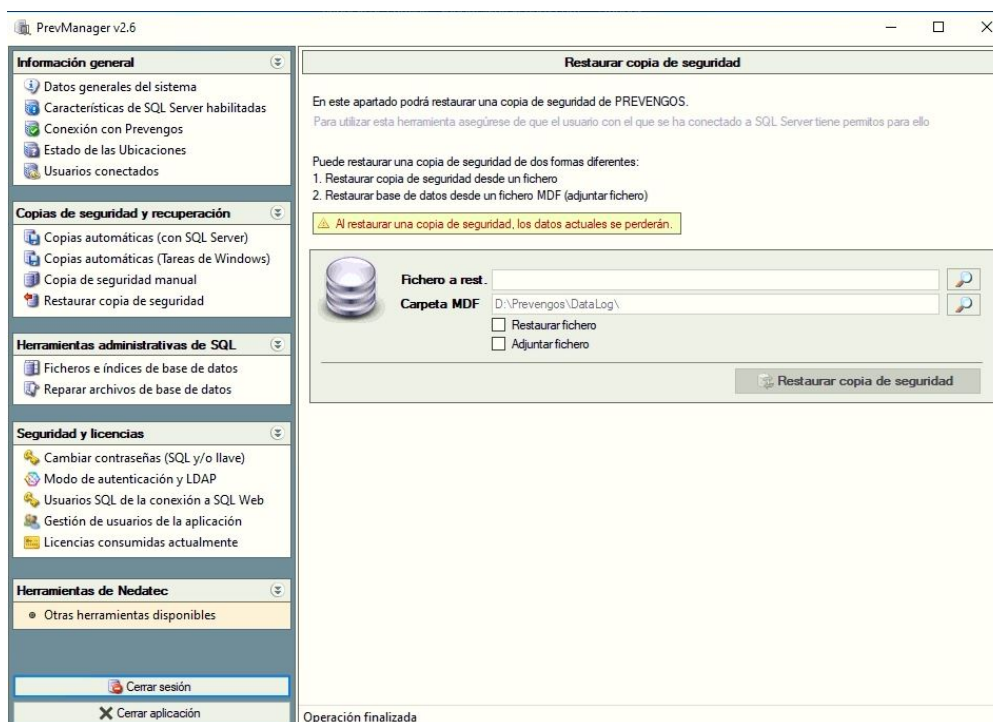 PrevManager v2.6
Información general
Datos generales del sistema
Características de SQL Server habilitadas
Conexión con Prevengos
Estado de las Ubicaciones
Usuarios conectados
Copias de seguridad y recuperación
Copias automáticas (con SQL Server)
Copias automáticas (Tareas de Windows)
Copia de seguridad manual
Restaurar copia de seguridad
Herramientas administrativas de SQL
Ficheros e índices de base de datos
Reparar archivos de base de datos
Seguridad y licencias
Cambiar contraseñas (SQL y/o llave)
Modo de autenticación y LDAP
Usuarios SQL de la conexión a SQL Web
Gestión de usuarios de la aplicación
Licencias consumidas actualmente
Herramientas de Nedatec
Otras herramientas disponibles
Cerrar sesión
Cerrar aplicación
Restaurar copia de seguridad
En este apartado podrá restaurar una copia de seguridad de PREVENGOS.
Para utilizar esta herramienta asegúrese de que el usuario con el que se ha conectado a SQL Server tiene permitos para ello
Puede restaurar una copia de seguridad de dos formas diferentes:
1. Restaurar copia de seguridad desde un fichero
2. Restaurar base de datos desde un fichero MDF (adjuntar fichero)
Al restaurar una copia de seguridad, los datos actuales se perderán.
Fichero a rest.
Carpeta MDF D:\Prevengos\DataLog\
Restaurar fichero
Adjuntar fichero
Restaurar copia de seguridad
Operación finalizada